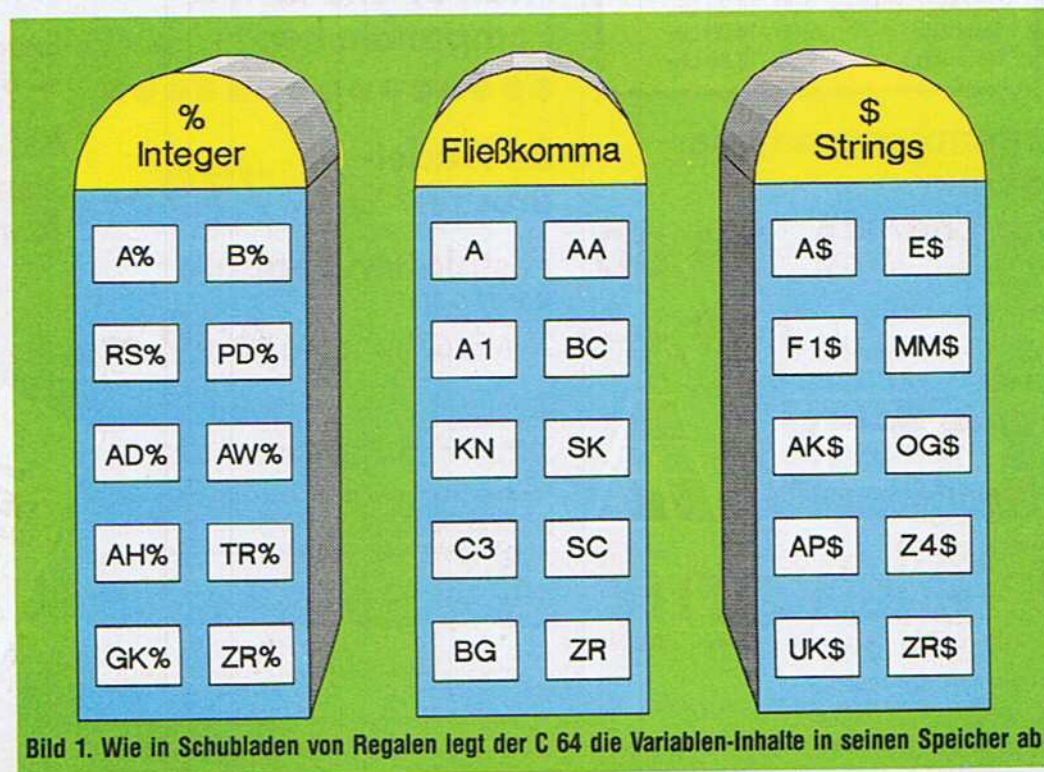 %
Integer
A% B%
RS% PD%
AD% AW%
AH% TR%
GK% ZR%
Fließkomma
A AA
A1 BC
KN SK
C3 SC
BG ZR
$
Strings
A$ E$
F1$ MM$
AK$ OG$
AP$ Z4$
UK$ ZR$
Bild 1. Wie in Schubladen von Regalen legt der C 64 die Variablen-Inhalte in seinen Speicher ab